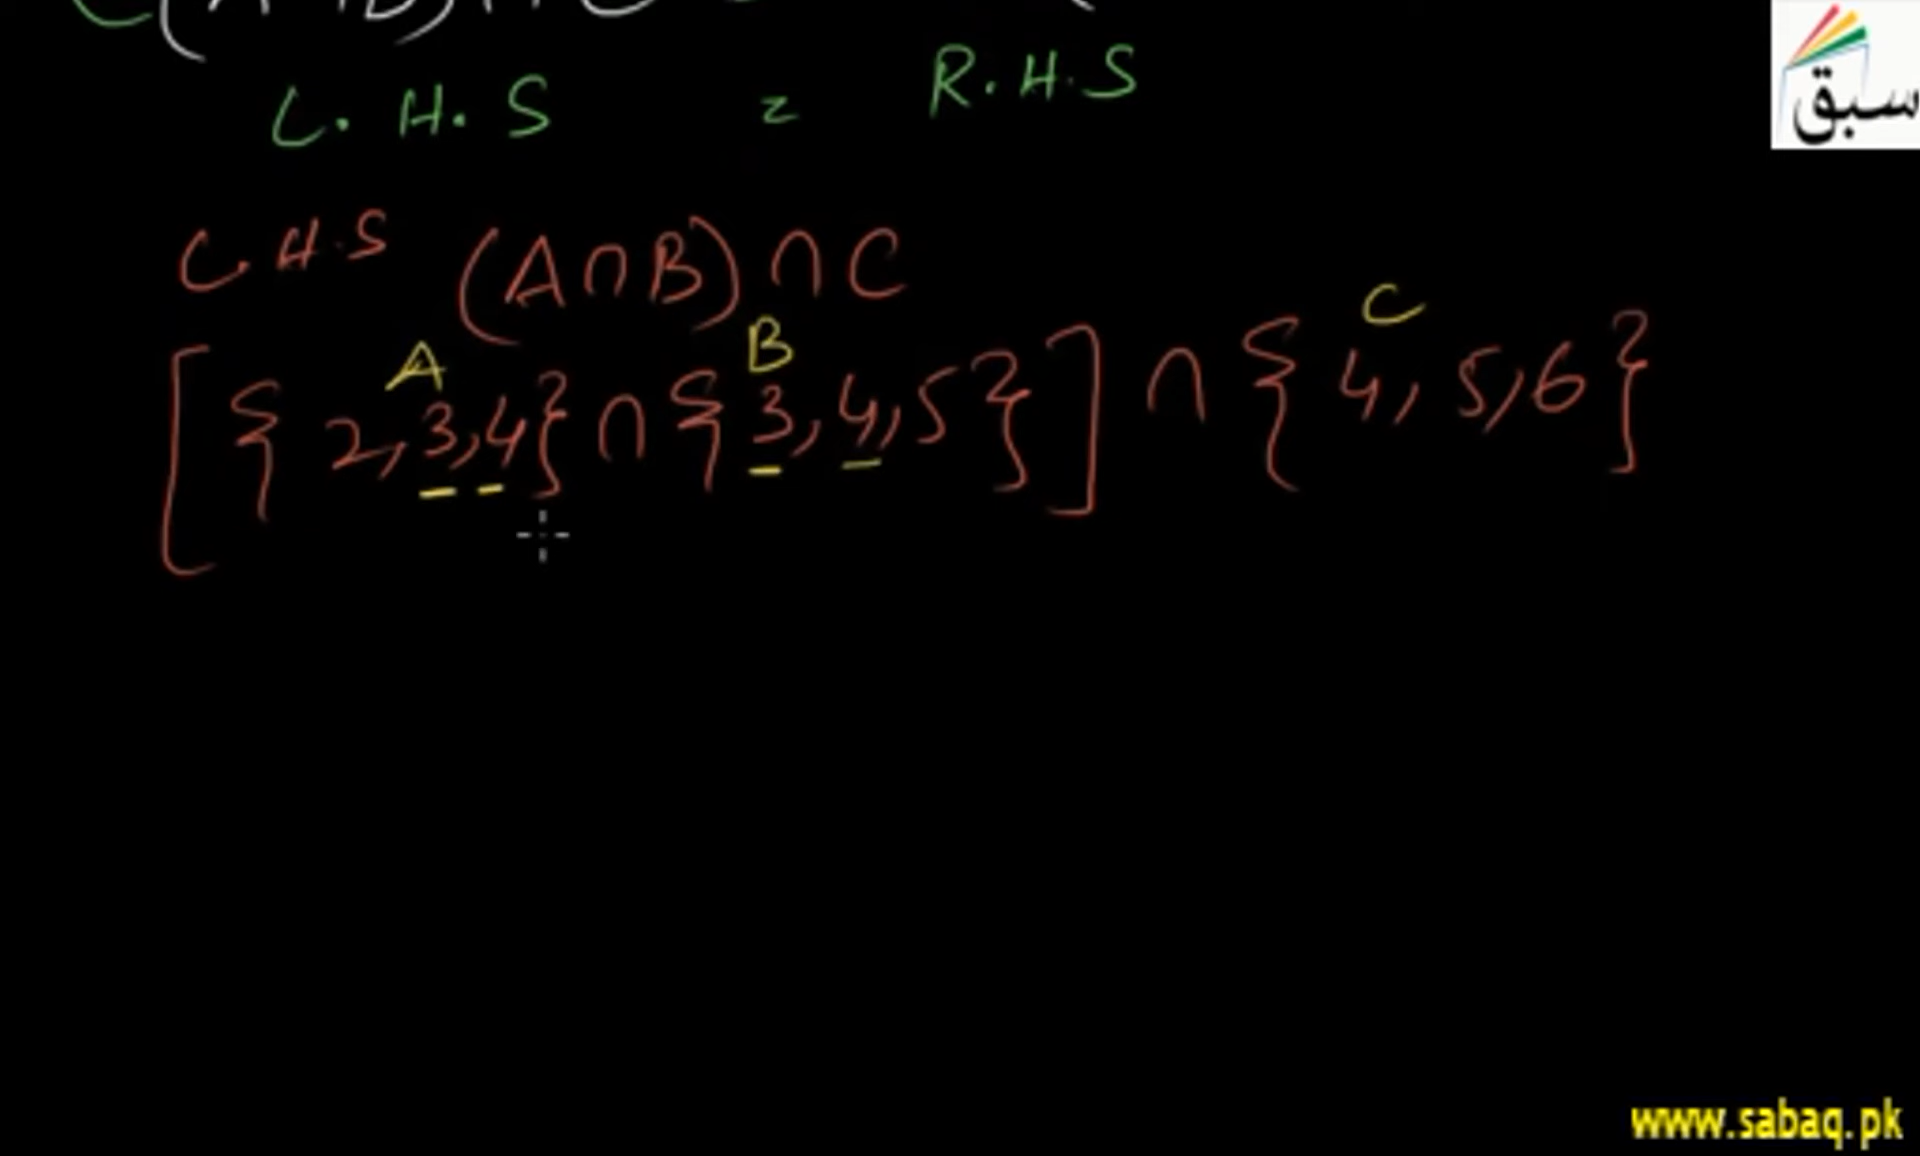 سبق
L.H.S = R.H.S
L.H.S (A∩B)∩C
A B C
[{2,3,4}∩{3,4,5}]∩{4,5,6}
www.sabaq.pk